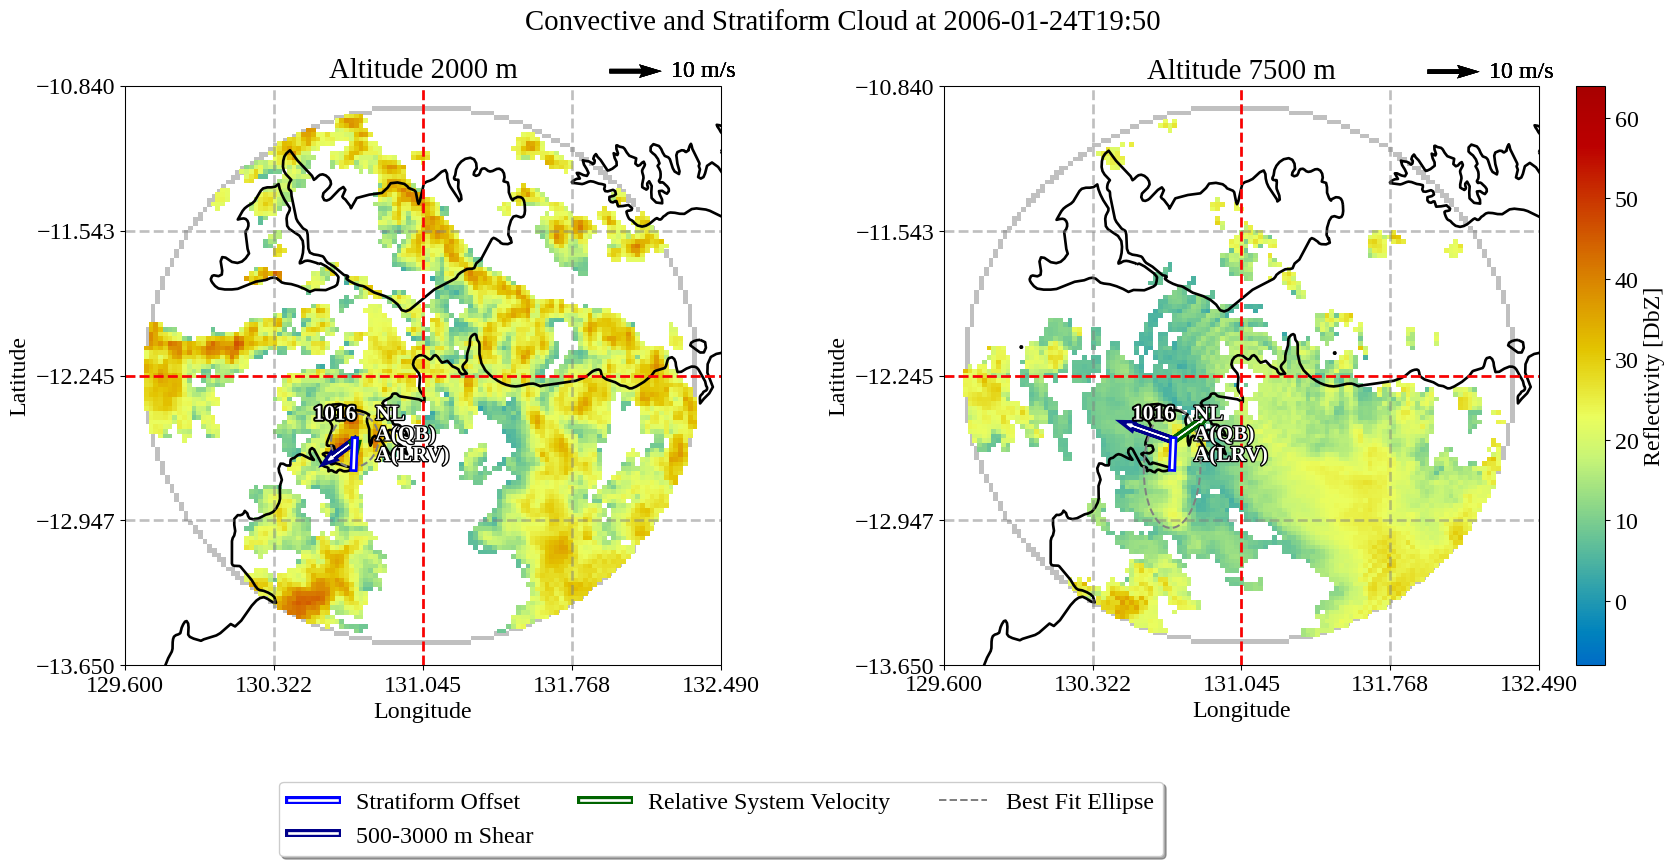 Convective and Stratiform Cloud at 2006-01-24T19:50
Altitude 2000 m
10 m/s
−10.840
−11.543
−12.245
−12.947
−13.650
Latitude
129.600
130.322
131.045
131.768
132.490
Longitude
1016
NL
A(QB)
A(LRV)
Altitude 7500 m
10 m/s
−10.840
−11.543
−12.245
−12.947
−13.650
Latitude
129.600
130.322
131.045
131.768
132.490
Longitude
1016
NL
A(QB)
A(LRV)
60
50
40
30
20
10
0
Reflectivity [DbZ]
Stratiform Offset
500-3000 m Shear
Relative System Velocity
Best Fit Ellipse